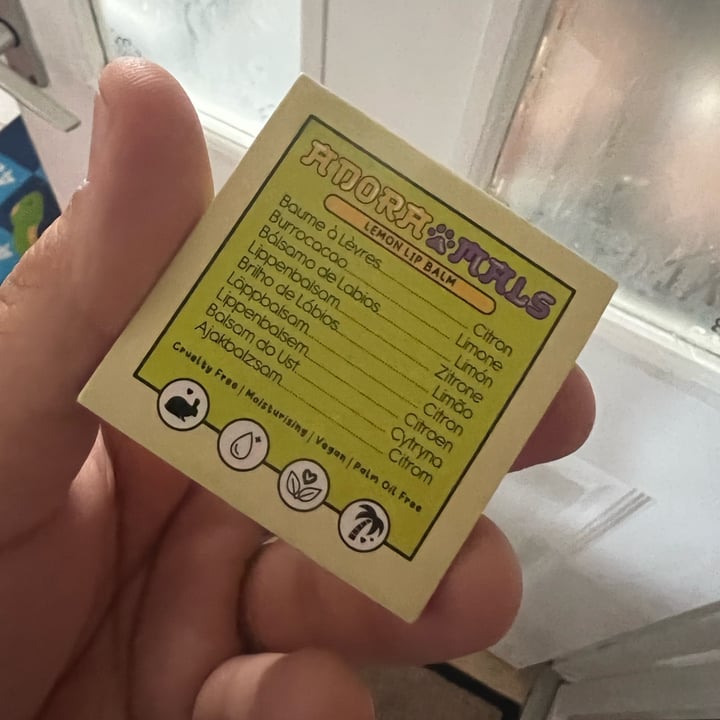 ADORA MALS
LEMON LIP BALM
Baume à Lèvres Citron
Burrocacao Limone
Bálsamo de Labios Limón
Lippenbalsam Zitrone
Brilho de Lábios Limão
Läppbalsam Citron
Lippenbalsem Citroen
Balsam do Ust Cytryna
Ajakbalzsam Citrom
Cruelty Free | Moisturising | Vegan | Palm Oil Free